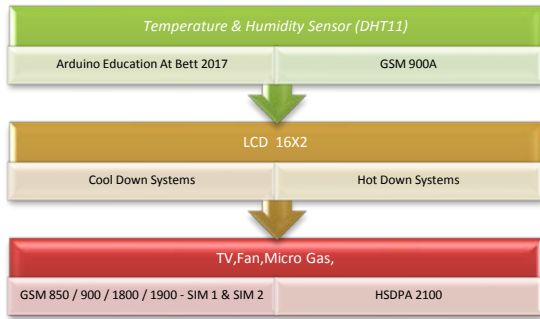 Temperature & Humidity Sensor (DHT11)
Arduino Education At Bett 2017
GSM 900A
LCD 16X2
Cool Down Systems
Hot Down Systems
TV,Fan,Micro Gas,
GSM 850 / 900 / 1800 / 1900 - SIM 1 & SIM 2
HSDPA 2100